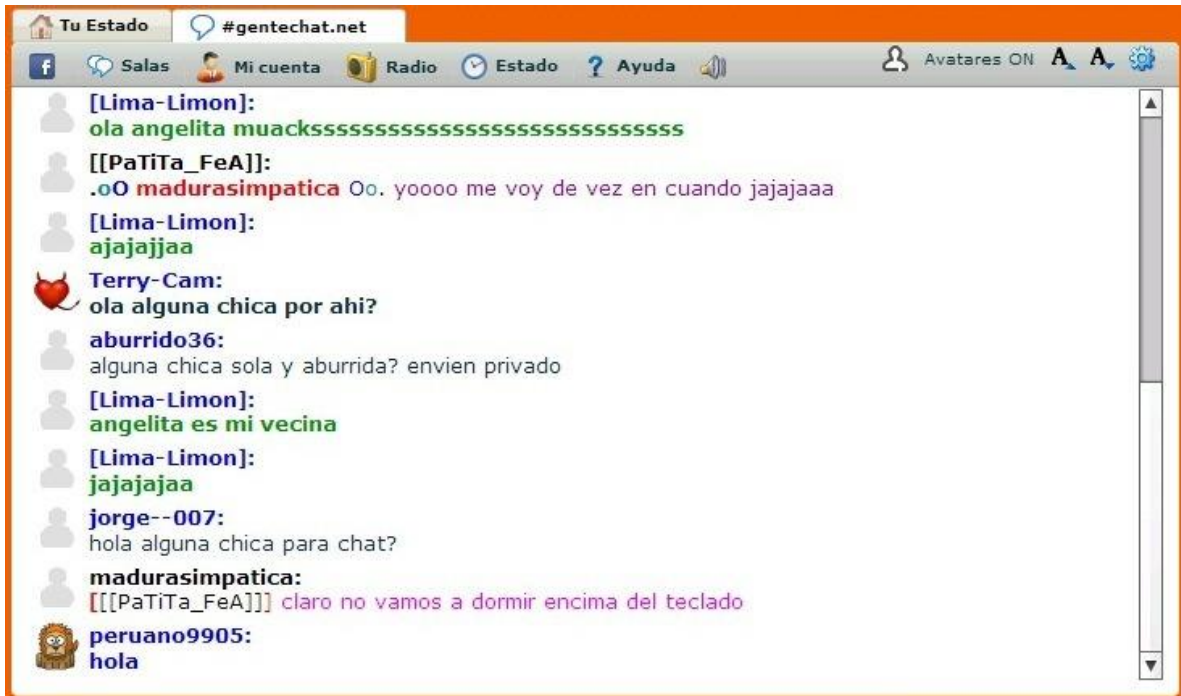 Tu Estado #gentechat.net
f Salas Mi cuenta Radio Estado ? Ayuda Avatares ON A A
[Lima-Limon]:
ola angelita muackssssssssssssssssssssssssssssss
[[PaTiTa_FeA]]:
.oO madurasimpatica Oo. yoooo me voy de vez en cuando jajajaaa
[Lima-Limon]:
ajajajjaa
Terry-Cam:
ola alguna chica por ahi?
aburrido36:
alguna chica sola y aburrida? envien privado
[Lima-Limon]:
angelita es mi vecina
[Lima-Limon]:
jajajajaa
jorge--007:
hola alguna chica para chat?
madurasimpatica:
[[[PaTiTa_FeA]]] claro no vamos a dormir encima del teclado
peruano9905:
hola